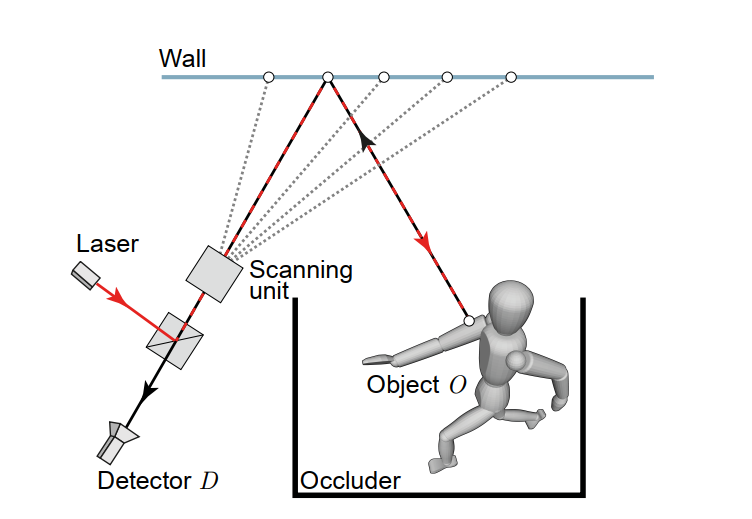 Wall
Laser
Scanning
unit
Object O
Detector D
Occluder